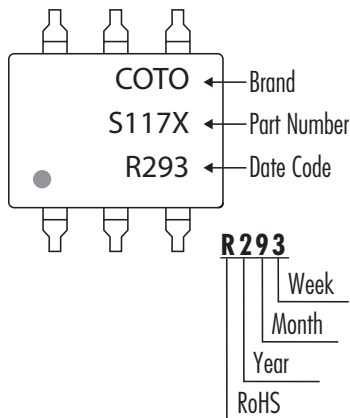 COTO
Brand
S117X
Part Number
R293
Date Code
R293
Week
Month
Year
RoHS